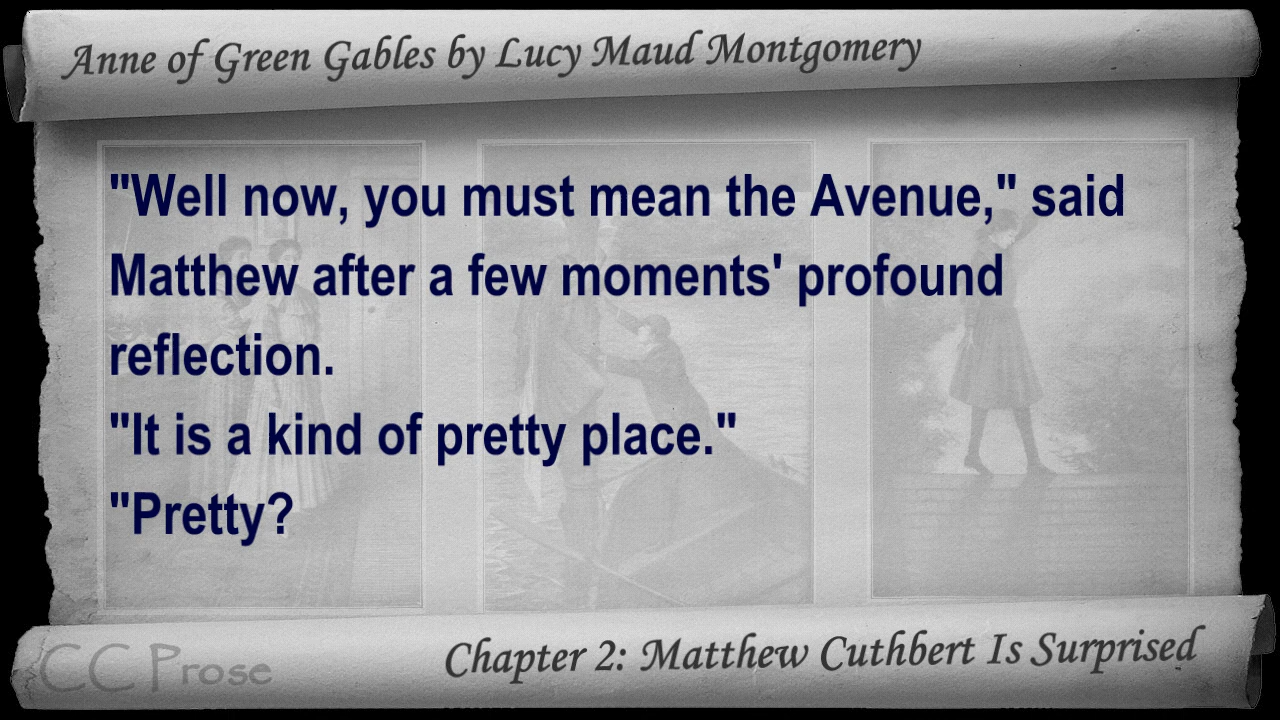 Anne of Green Gables by Lucy Maud Montgomery
"Well now, you must mean the Avenue," said
Matthew after a few moments' profound
reflection.
"It is a kind of pretty place."
"Pretty?
CC Prose
Chapter 2: Matthew Cuthbert Is Surprised